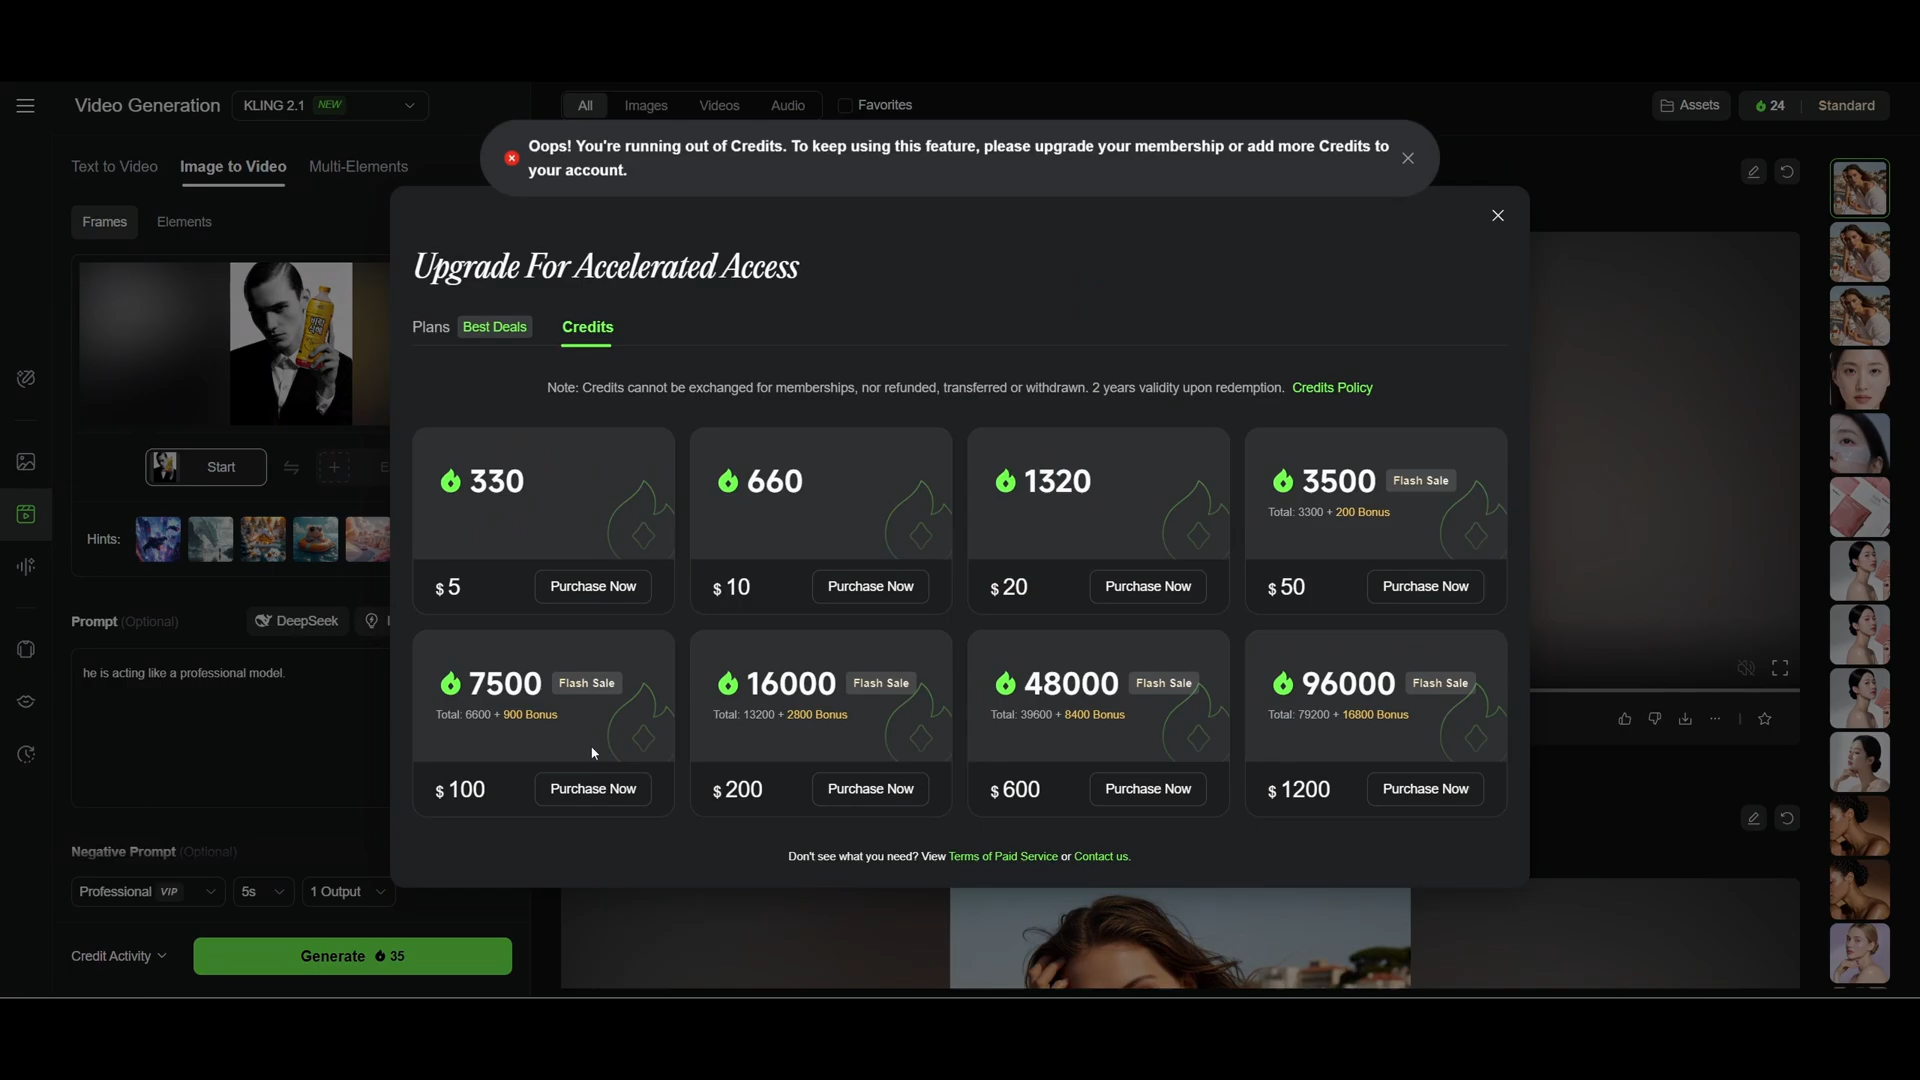 Video Generation
KLING 2.1 NEW
All
Images
Videos
Audio
Favorites
Assets
24
Standard
Oops! You're running out of Credits. To keep using this feature, please upgrade your membership or add more Credits to
your account.
Text to Video
Image to Video
Multi-Elements
Frames
Elements
Start
Hints:
Prompt (Optional)
DeepSeek
he is acting like a professional model.
Negative Prompt (Optional)
Professional VIP
5s
1 Output
Credit Activity
Generate 35
Upgrade For Accelerated Access
Plans
Best Deals
Credits
Note: Credits cannot be exchanged for memberships, nor refunded, transferred or withdrawn. 2 years validity upon redemption. Credits Policy
330
$ 5
Purchase Now
660
$ 10
Purchase Now
1320
$ 20
Purchase Now
3500 Flash Sale
Total: 3300 + 200 Bonus
$ 50
Purchase Now
7500 Flash Sale
Total: 6600 + 900 Bonus
$ 100
Purchase Now
16000 Flash Sale
Total: 13200 + 2800 Bonus
$ 200
Purchase Now
48000 Flash Sale
Total: 39600 + 8400 Bonus
$ 600
Purchase Now
96000 Flash Sale
Total: 79200 + 16800 Bonus
$ 1200
Purchase Now
Don't see what you need? View Terms of Paid Service or Contact us.